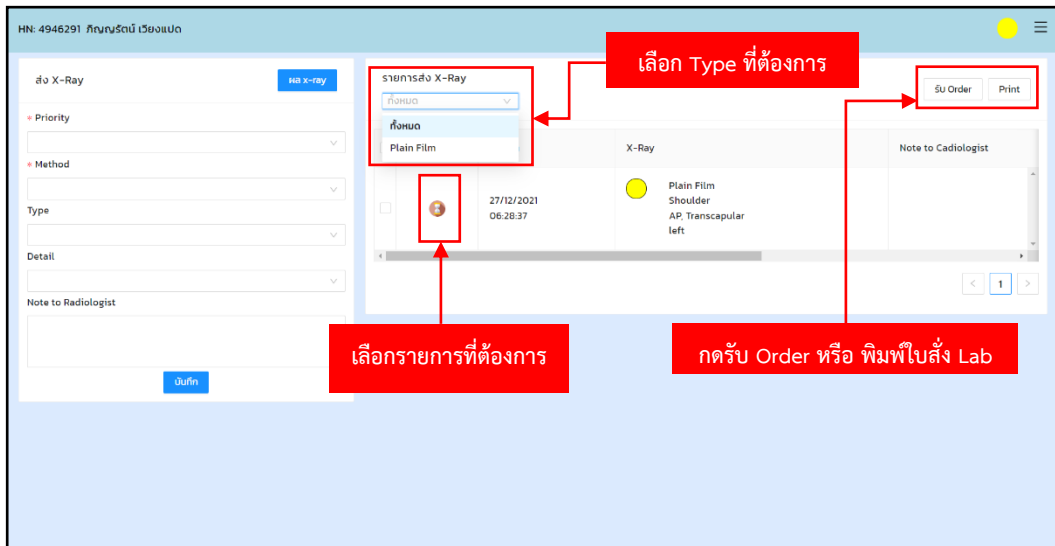 HN: 4946291 ภิญญรัตน์ เวียงแปด
ส่ง X-Ray
ผล x-ray
* Priority
* Method
Type
Detail
Note to Radiologist
บันทึก
รายการส่ง X-Ray
ทั้งหมด
ทั้งหมด
Plain Film
เลือก Type ที่ต้องการ
รับ Order
Print
X-Ray
Note to Cadiologist
27/12/2021
06:28:37
Plain Film
Shoulder
AP, Transcapular
left
1
เลือกรายการที่ต้องการ
กดรับ Order หรือ พิมพ์ใบสั่ง Lab